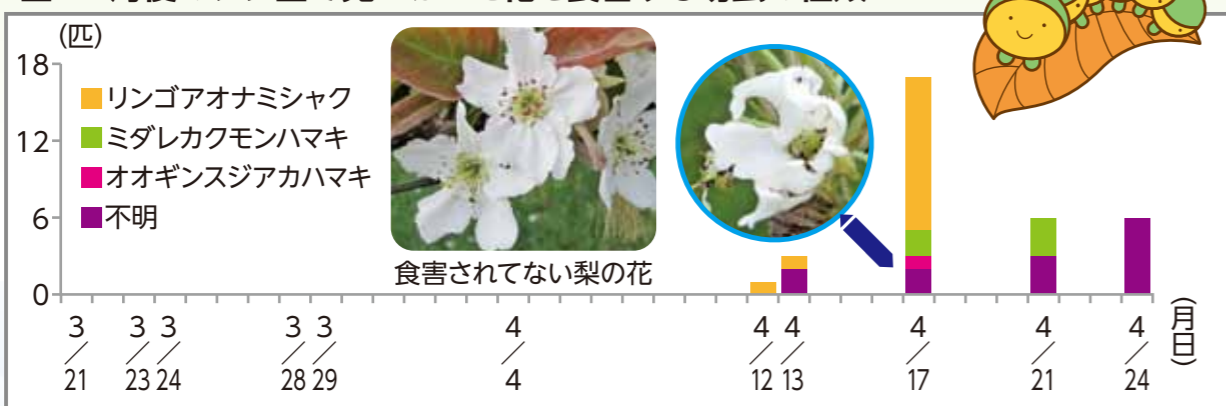 (匹)
18
12
6
0
リンゴアオナミシャク
ミダレカクモンハマキ
オオギンスジアカハマキ
不明
食害されてない梨の花
3/21 3/23 3/24 3/28 3/29 4/4 4/12 4/13 4/17 4/21 4/24
(月日)